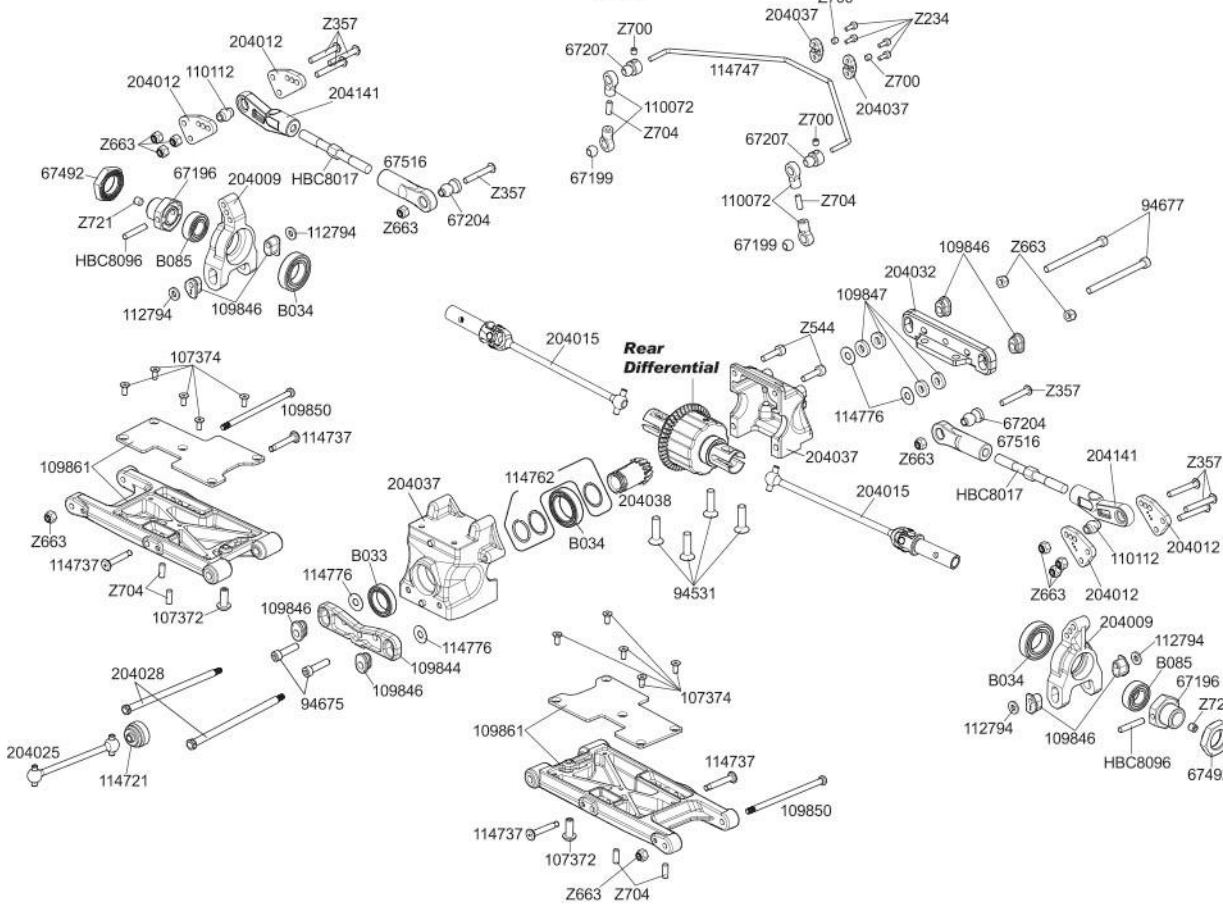 Z357
204012
110112
204012
204141
Z663
67492
67196
204009
HBC8017
67516
Z357
Z721
67204
Z663
112794
HBC8096
B085
109846
B034
112794
Z700
204037
Z234
67207
Z700
114747
204037
110072
Z704
Z700
67207
67199
110072
Z704
67199
94677
109846
Z663
204032
109847
Z544
204015
Rear
Differential
114776
Z357
67204
67516
Z663
204037
204141
Z357
HBC8017
204015
107374
109850
114737
109861
114762
204037
204038
B034
Z663
114737
B033
114776
Z704
107372
109846
94531
110112
204012
Z663
204012
204009
114776
109844
112794
B034
B085
67196
204028
94675
109846
107374
109861
112794
109846
HBC8096
204025
114721
114737
109850
114737
107372
Z663
Z704